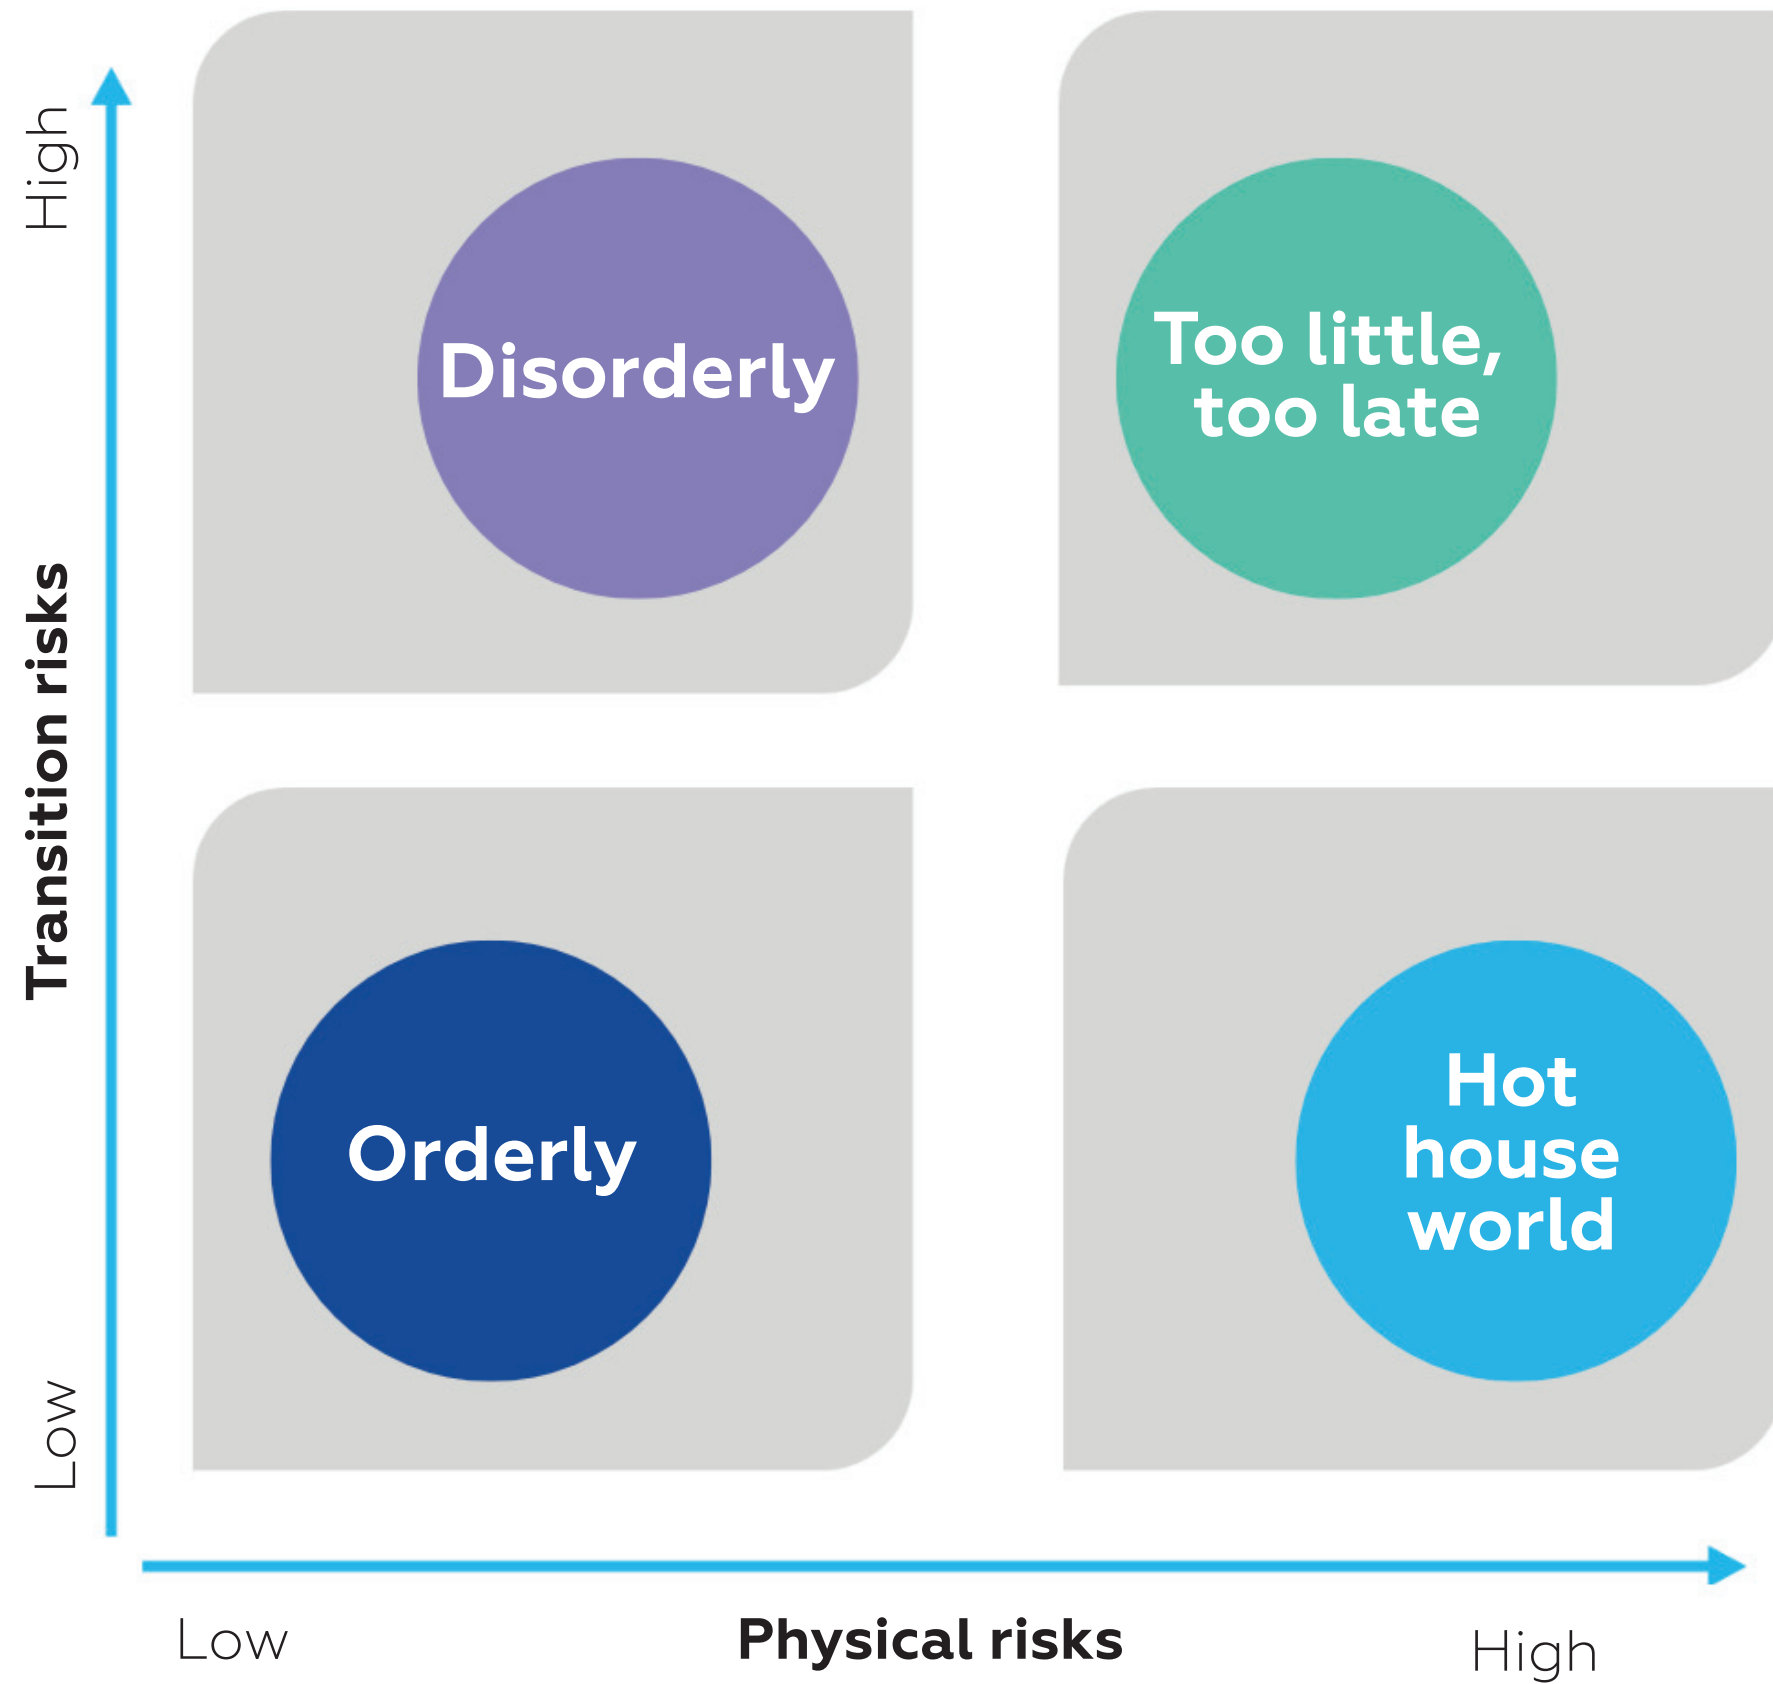 High
Transition risks
Low
Disorderly
Too little,
too late
Orderly
Hot
house
world
Low
Physical risks
High